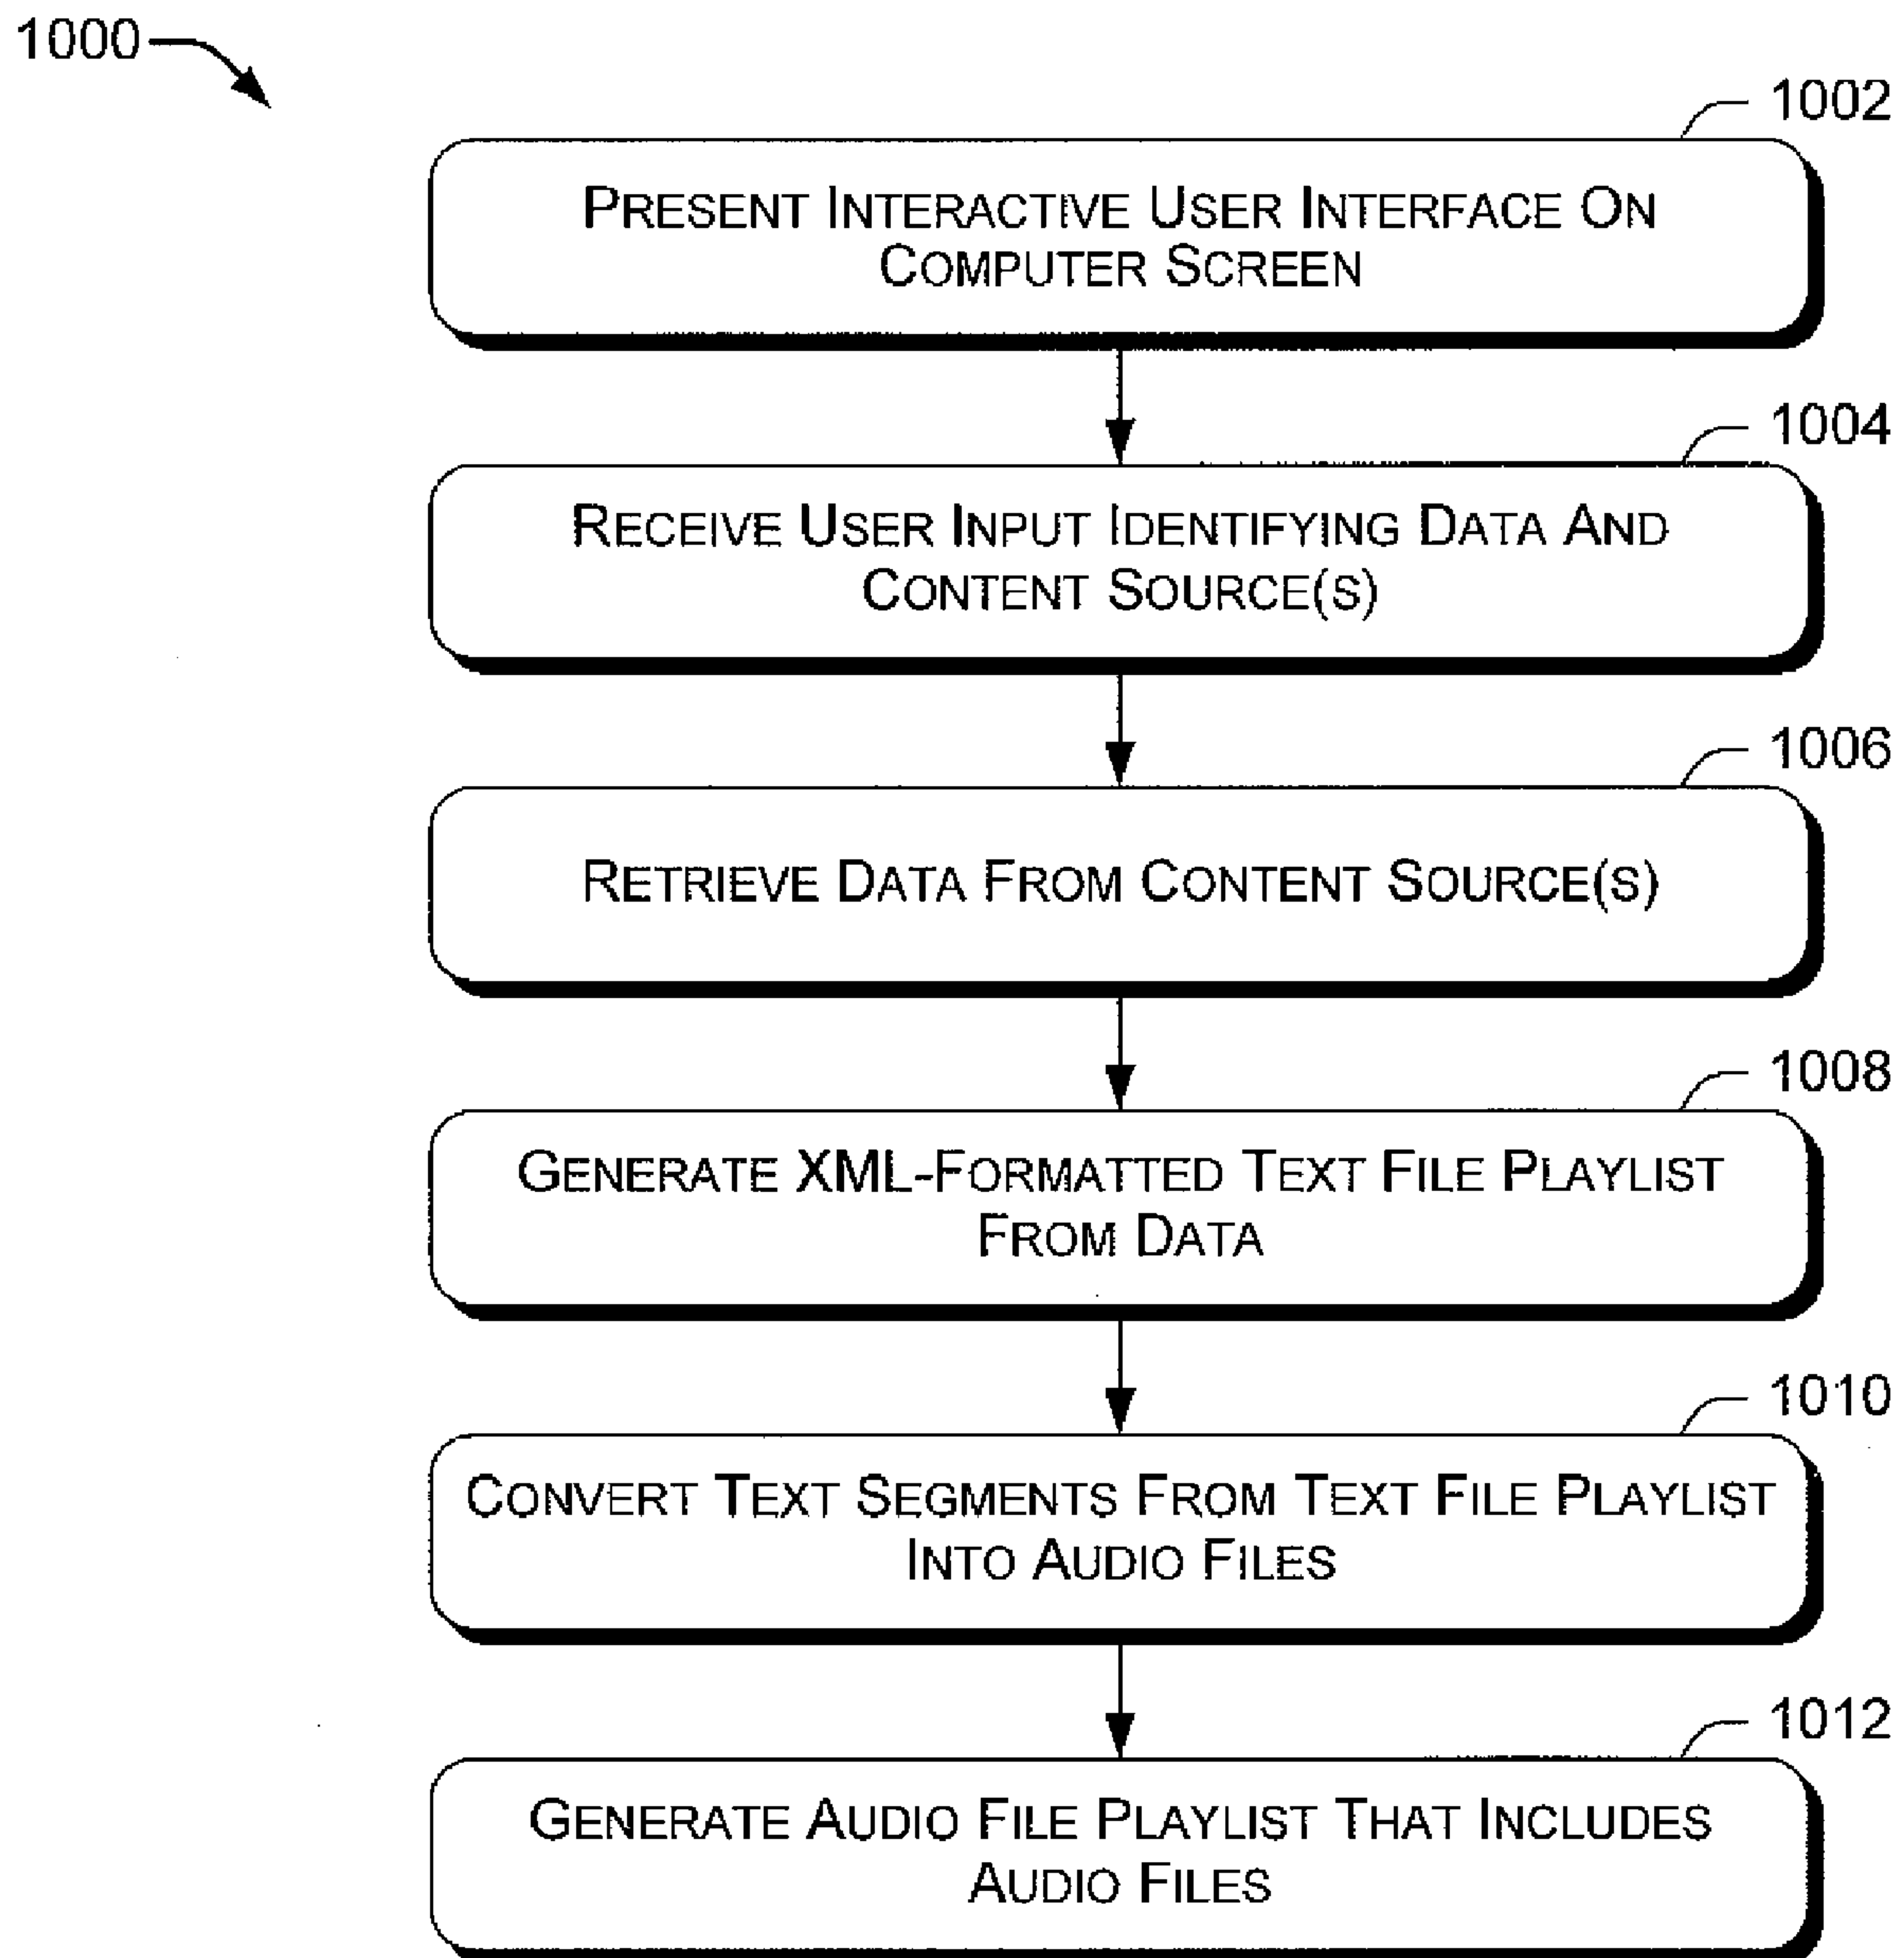 1000
1002
PRESENT INTERACTIVE USER INTERFACE ON
COMPUTER SCREEN
1004
RECEIVE USER INPUT IDENTIFYING DATA AND
CONTENT SOURCE(S)
1006
RETRIEVE DATA FROM CONTENT SOURCE(S)
1008
GENERATE XML-FORMATTED TEXT FILE PLAYLIST
FROM DATA
1010
CONVERT TEXT SEGMENTS FROM TEXT FILE PLAYLIST
INTO AUDIO FILES
1012
GENERATE AUDIO FILE PLAYLIST THAT INCLUDES
AUDIO FILES